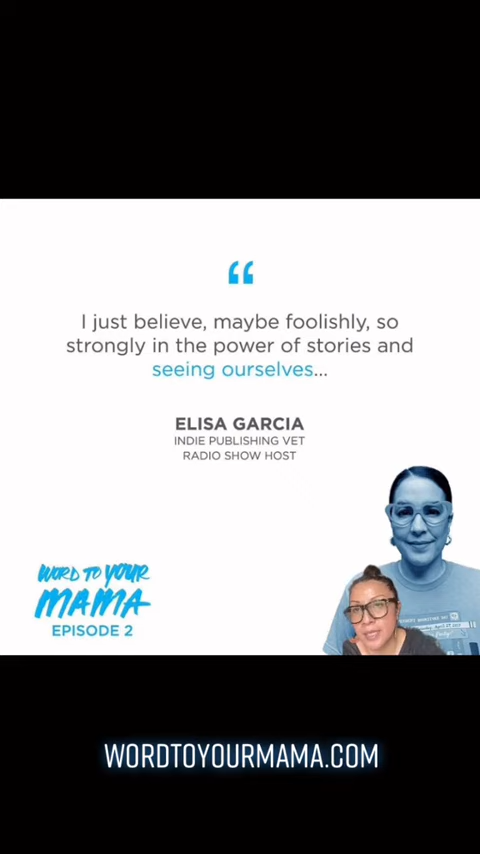 “
I just believe, maybe foolishly, so
strongly in the power of stories and
seeing ourselves...
ELISA GARCIA
INDIE PUBLISHING VET
RADIO SHOW HOST
WORD TO YOUR
MAMA
EPISODE 2
WORDTOYOURMAMA.COM